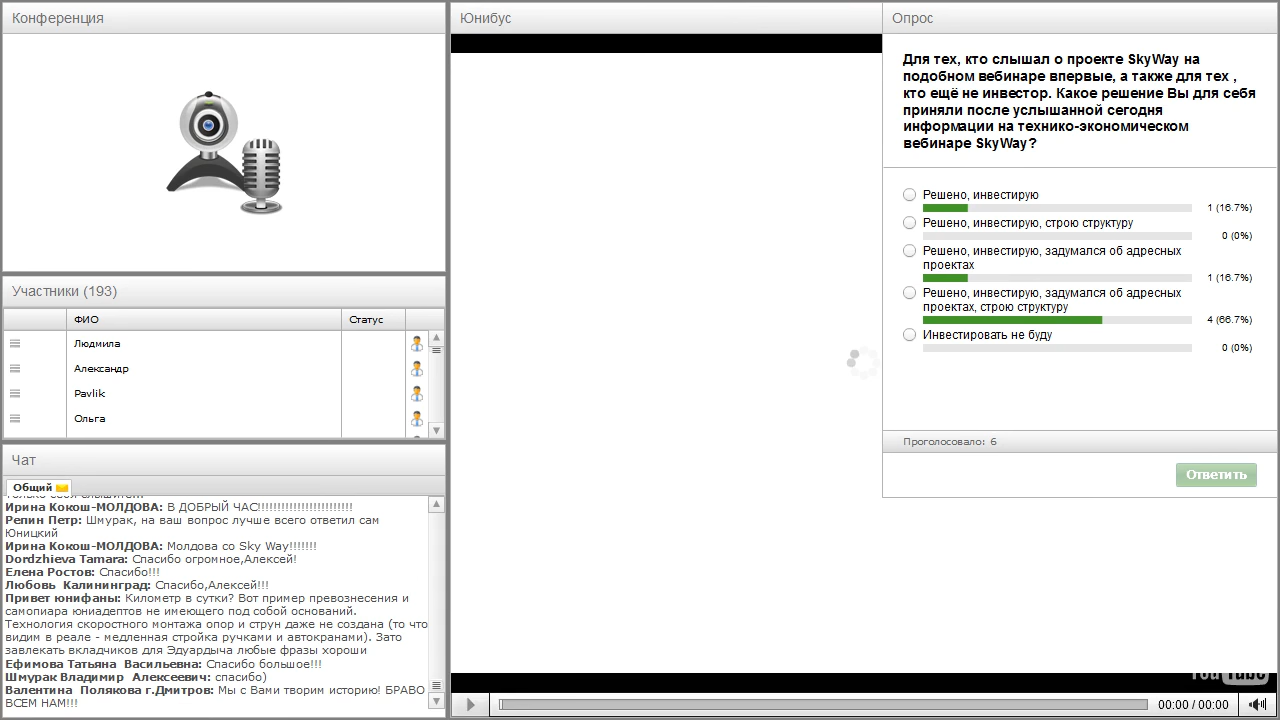 Конференция
Юнибус
Опрос
Для тех, кто слышал о проекте SkyWay на
подобном вебинаре впервые, а также для тех ,
кто ещё не инвестор. Какое решение Вы для себя
приняли после услышанной сегодня
информации на технико-экономическом
вебинаре SkyWay?
Решено, инвестирую
1 (16.7%)
Решено, инвестирую, строю структуру
0 (0%)
Решено, инвестирую, задумался об адресных
проектах
1 (16.7%)
Решено, инвестирую, задумался об адресных
проектах, строю структуру
4 (66.7%)
Инвестировать не буду
0 (0%)
Проголосовало: 6
Ответить
Участники (193)
ФИО Статус
Людмила
Александр
Pavlik
Ольга
Чат
Общий
только себя слышите!!!
Ирина Кокош-МОЛДОВА: В ДОБРЫЙ ЧАС!!!!!!!!!!!!!!!!!!!!!!!!
Репин Петр: Шмурак, на ваш вопрос лучше всего ответил сам
Юницкий
Ирина Кокош-МОЛДОВА: Молдова со Sky Way!!!!!!!
Dordzhieva Tamara: Спасибо огромное,Алексей!
Елена Ростов: Спасибо!!!
Любовь Калининград: Спасибо,Алексей!!!
Привет юнифаны: Километр в сутки? Вот пример превознесения и
самопиара юниадептов не имеющего под собой оснований.
Технология скоростного монтажа опор и струн даже не создана (то что
видим в реале - медленная стройка ручками и автокранами). Зато
завлекать вкладчиков для Эдуардыча любые фразы хороши
Ефимова Татьяна Васильевна: Спасибо большое!!!
Шмурак Владимир Алексеевич: спасибо)
Валентина Полякова г.Дмитров: Мы с Вами творим историю! БРАВО
ВСЕМ НАМ!!!
YouTube
00:00 / 00:00